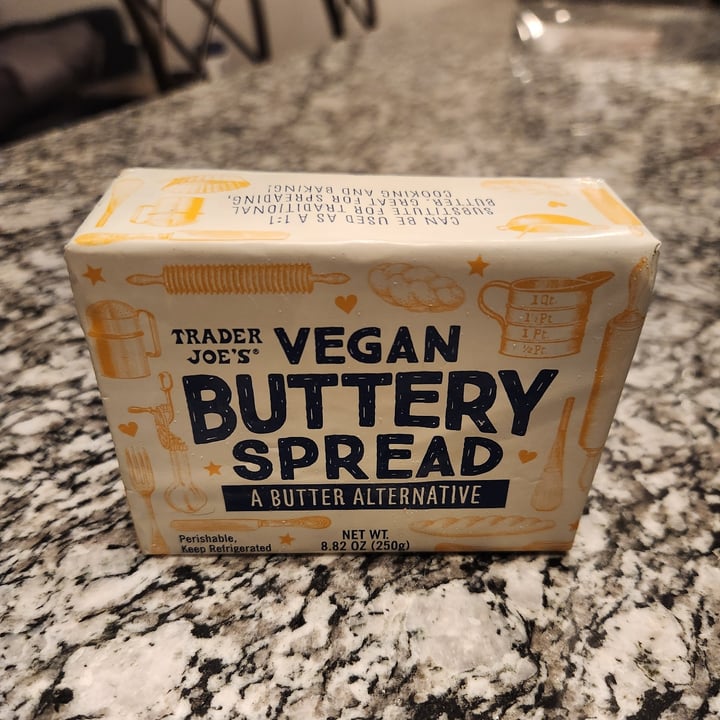 CAN BE USED AS A 1:1
SUBSTITUTE FOR TRADITIONAL
BUTTER. GREAT FOR SPREADING,
COOKING AND BAKING!
TRADER
JOE'S®
VEGAN
BUTTERY
SPREAD
A BUTTER ALTERNATIVE
Perishable,
Keep Refrigerated
NET WT.
8.82 OZ (250g)
1 Qt.
1 Pt.
½ Pt.